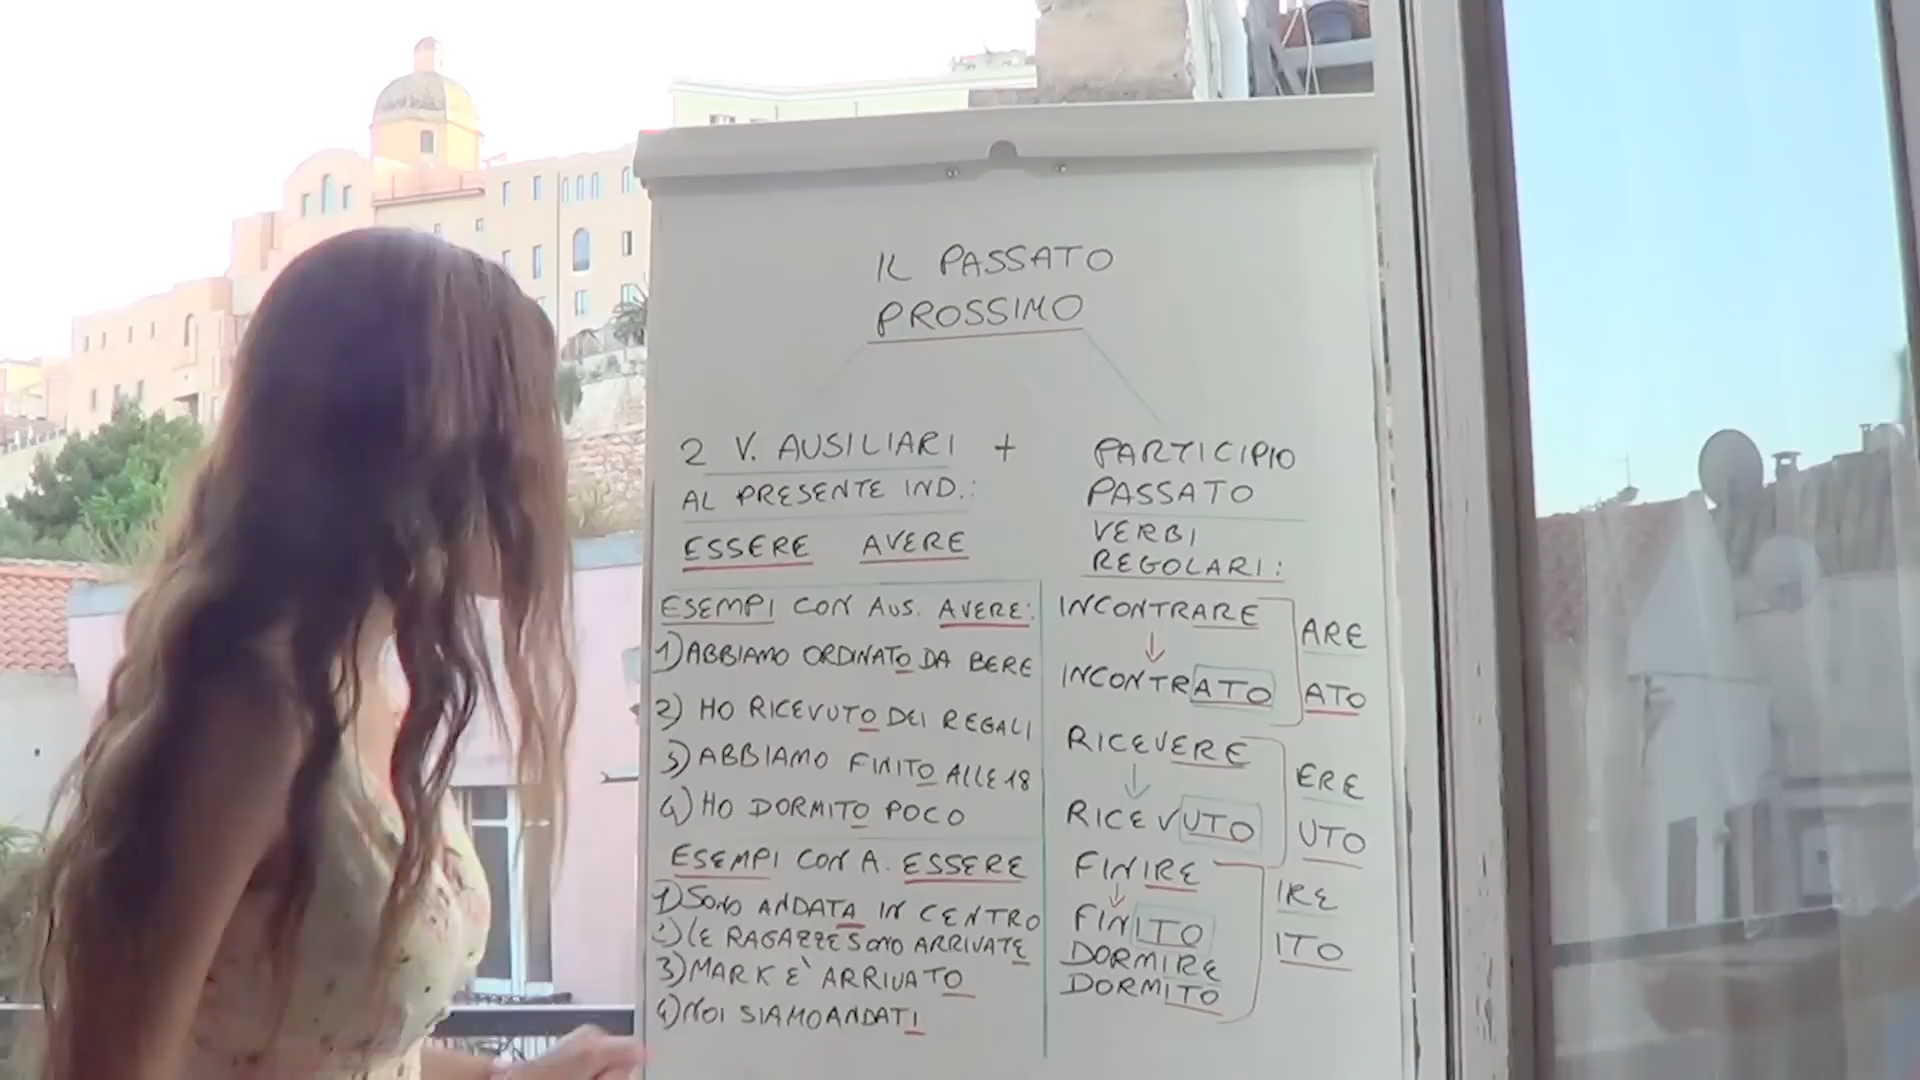 IL PASSATO
PROSSIMO
2 V. AUSILIARI +
AL PRESENTE IND.:
ESSERE AVERE
ESEMPI CON AUS. AVERE:
1) ABBIAMO ORDINATO DA BERE
2) HO RICEVUTO DEI REGALI
3) ABBIAMO FINITO ALLE 18
4) HO DORMITO POCO
ESEMPI CON A. ESSERE
1) SONO ANDATA IN CENTRO
2) LE RAGAZZE SONO ARRIVATE
3) MARK E' ARRIVATO
4) NOI SIAMO ANDATI
PARTICIPIO
PASSATO
VERBI
REGOLARI:
INCONTRARE
INCONTRATO
ARE
ATO
RICEVERE
RICEVUTO
ERE
UTO
FINIRE
FINITO
DORMIRE
DORMITO
IRE
ITO